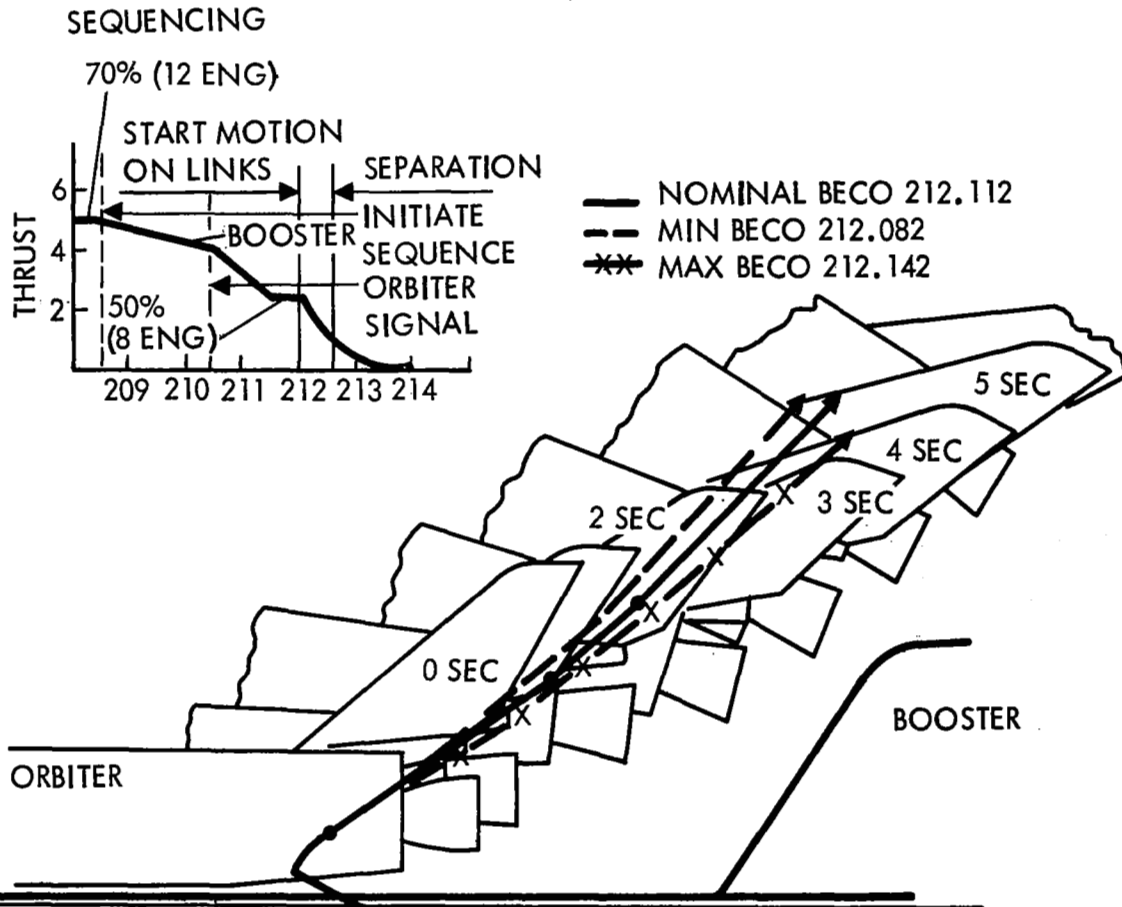 SEQUENCING
70% (12 ENG)
START MOTION
ON LINKS
SEPARATION
INITIATE
SEQUENCE
ORBITER
SIGNAL
BOOSTER
THRUST
6
4
2
50%
(8 ENG)
209 210 211 212 213 214
NOMINAL BECO 212.112
MIN BECO 212.082
MAX BECO 212.142
5 SEC
4 SEC
3 SEC
2 SEC
0 SEC
BOOSTER
ORBITER